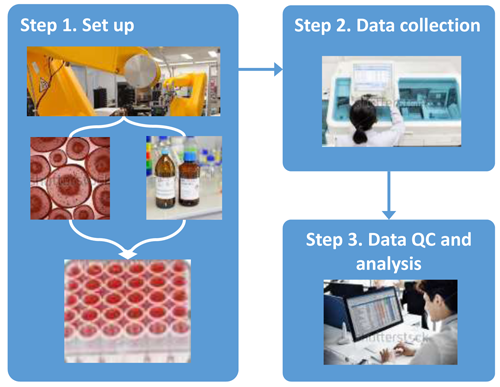 Step 1. Set up
Step 2. Data collection
Step 3. Data QC and
analysis